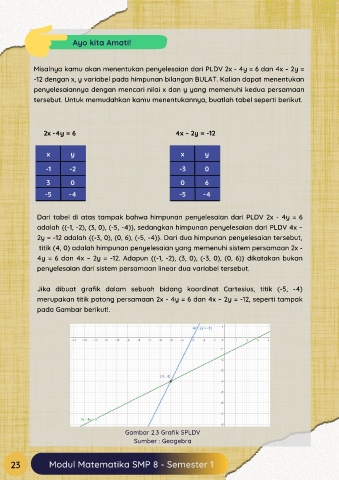 Ayo kita Amati!
Misalnya kamu akan menentukan penyelesaian dari PLDV 2x - 4y = 6 dan 4x – 2y =
-12 dengan x, y variabel pada himpunan bilangan BULAT. Kalian dapat menentukan
penyelesaiannya dengan mencari nilai x dan y yang memenuhi kedua persamaan
tersebut. Untuk memudahkan kamu menentukannya, buatlah tabel seperti berikut.
2x -4y = 6 4x – 2y = -12
x y x y
-1 -2 -3 0
3 0 0 6
-5 -4 -5 -4
Dari tabel di atas tampak bahwa himpunan penyelesaian dari PLDV 2x - 4y = 6
adalah {(-1, -2), (3, 0), (-5, -4)}, sedangkan himpunan penyelesaian dari PLDV 4x –
2y = -12 adalah {(-3, 0), (0, 6), (-5, -4)}. Dari dua himpunan penyelesaian tersebut,
titik (4, 0) adalah himpunan penyelesaian yang memenuhi sistem persamaan 2x -
4y = 6 dan 4x – 2y = -12. Adapun {(-1, -2), (3, 0), (-3, 0), (0, 6)} dikatakan bukan
penyelesaian dari sistem persamaan linear dua variabel tersebut.
Jika dibuat grafik dalam sebuah bidang koordinat Cartesius, titik (-5, -4)
merupakan titik potong persamaan 2x - 4y = 6 dan 4x – 2y = -12, seperti tampak
pada Gambar berikut!.
Gambar 2.3 Grafik SPLDV
Sumber : Geogebra
23 Modul Matematika SMP 8 - Semester 1